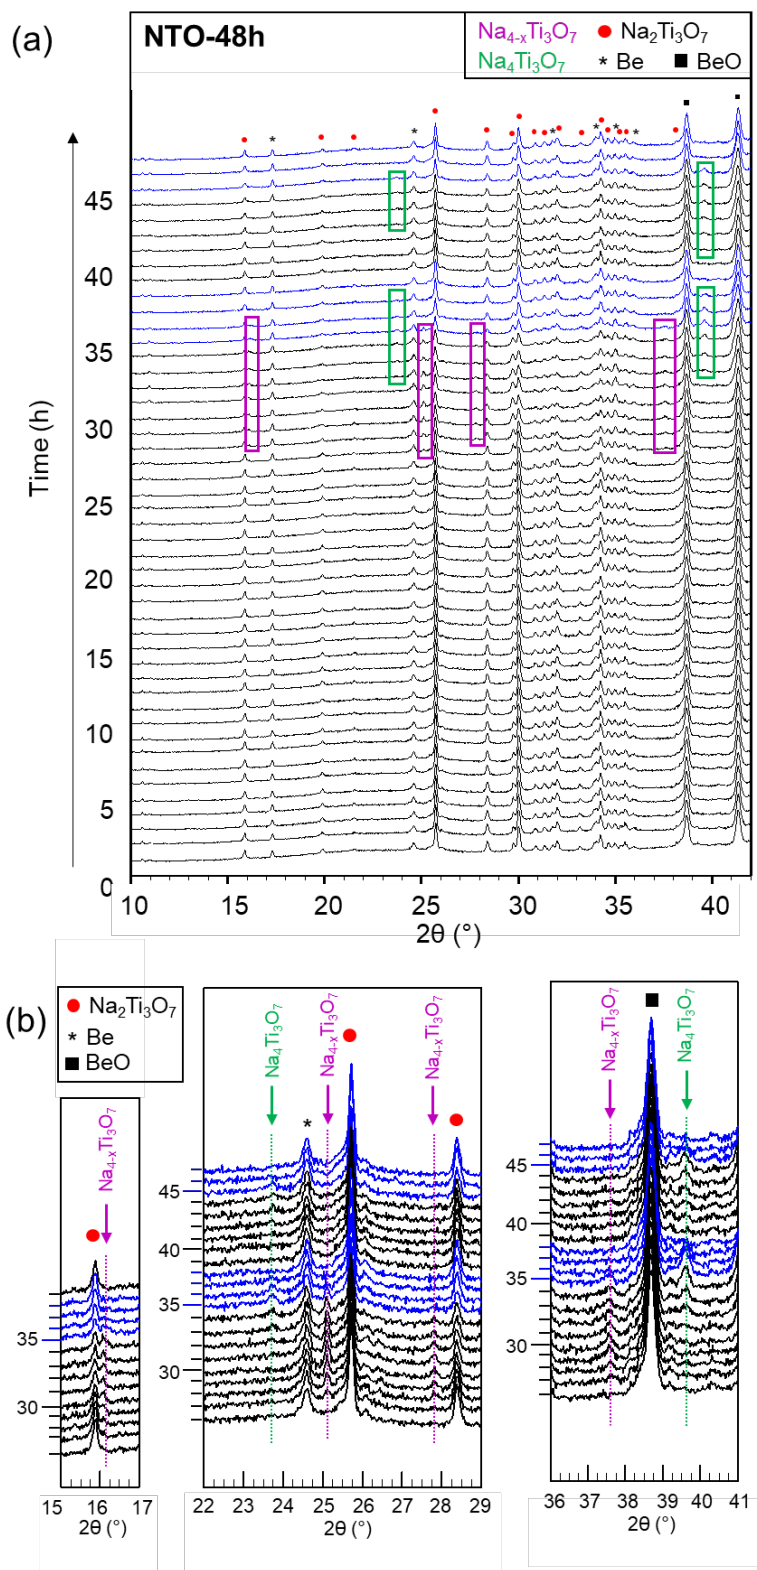 (a)
NTO-48h
Na₄₋ₓTi₃O₇ ● Na₂Ti₃O₇
Na₄Ti₃O₇ * Be ■ BeO
Time (h)
45
40
35
30
25
20
15
10
5
0
10 15 20 25 30 35 40
2θ (°)
(b)
● Na₂Ti₃O₇
* Be
■ BeO
Na₄₋ₓTi₃O₇
35
30
15 16 17
2θ (°)
Na₄Ti₃O₇
Na₄₋ₓTi₃O₇
Na₄₋ₓTi₃O₇
45
40
35
30
22 23 24 25 26 27 28 29
2θ (°)
Na₄₋ₓTi₃O₇
Na₄Ti₃O₇
45
40
35
30
36 37 38 39 40 41
2θ (°)